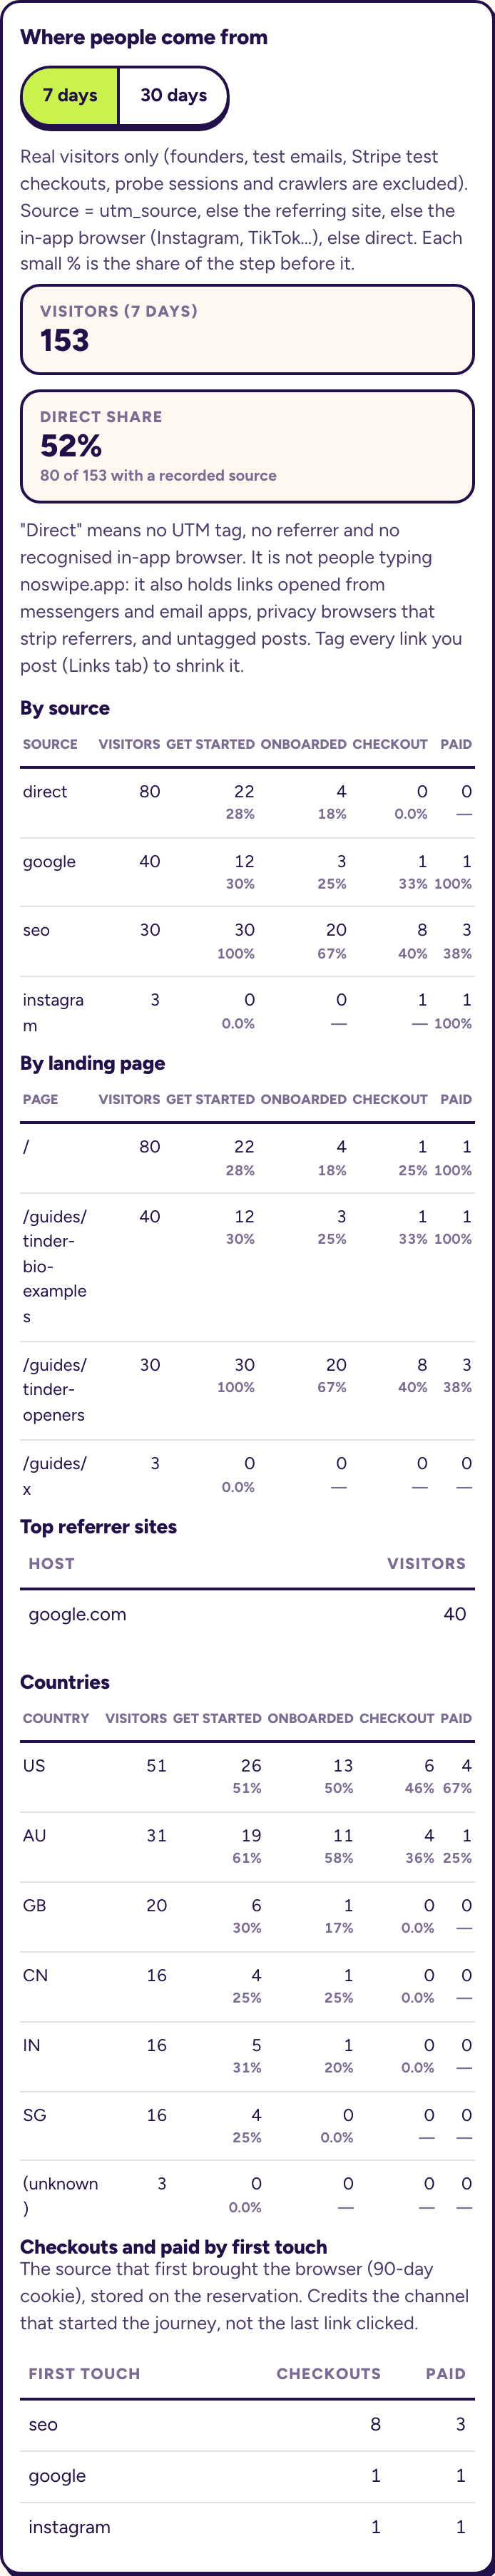 Where people come from
7 days 30 days
Real visitors only (founders, test emails, Stripe test
checkouts, probe sessions and crawlers are excluded).
Source = utm_source, else the referring site, else the
in-app browser (Instagram, TikTok…), else direct. Each
small % is the share of the step before it.
VISITORS (7 DAYS)
153
DIRECT SHARE
52%
80 of 153 with a recorded source
"Direct" means no UTM tag, no referrer and no
recognised in-app browser. It is not people typing
noswipe.app: it also holds links opened from
messengers and email apps, privacy browsers that
strip referrers, and untagged posts. Tag every link you
post (Links tab) to shrink it.
By source
SOURCE VISITORS GET STARTED ONBOARDED CHECKOUT PAID
direct 80 22 4 0 0
28% 18% 0.0% —
google 40 12 3 1 1
30% 25% 33% 100%
seo 30 30 20 8 3
100% 67% 40% 38%
instagra 3 0 0 1 1
m 0.0% — — 100%
By landing page
PAGE VISITORS GET STARTED ONBOARDED CHECKOUT PAID
/ 80 22 4 1 1
28% 18% 25% 100%
/guides/ 40 12 3 1 1
tinder- 30% 25% 33% 100%
bio-
example
s
/guides/ 30 30 20 8 3
tinder- 100% 67% 40% 38%
openers
/guides/ 3 0 0 0 0
x 0.0% — — —
Top referrer sites
HOST VISITORS
google.com 40
Countries
COUNTRY VISITORS GET STARTED ONBOARDED CHECKOUT PAID
US 51 26 13 6 4
51% 50% 46% 67%
AU 31 19 11 4 1
61% 58% 36% 25%
GB 20 6 1 0 0
30% 17% 0.0% —
CN 16 4 1 0 0
25% 25% 0.0% —
IN 16 5 1 0 0
31% 20% 0.0% —
SG 16 4 0 0 0
25% 0.0% — —
(unknown 3 0 0 0 0
) 0.0% — — —
Checkouts and paid by first touch
The source that first brought the browser (90-day
cookie), stored on the reservation. Credits the channel
that started the journey, not the last link clicked.
FIRST TOUCH CHECKOUTS PAID
seo 8 3
google 1 1
instagram 1 1